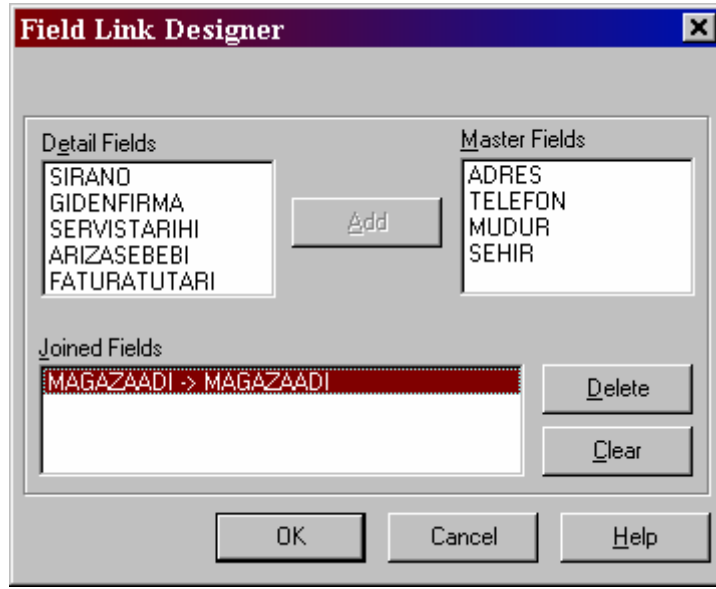 Field Link Designer
Detail Fields
Master Fields
SIRANO
GIDENFIRMA
SERVISTARIHI
ARIZASEBEBI
FATURATUTARI
Add
ADRES
TELEFON
MUDUR
SEHIR
Joined Fields
MAGAZAADI -> MAGAZAADI
Delete
Clear
OK
Cancel
Help